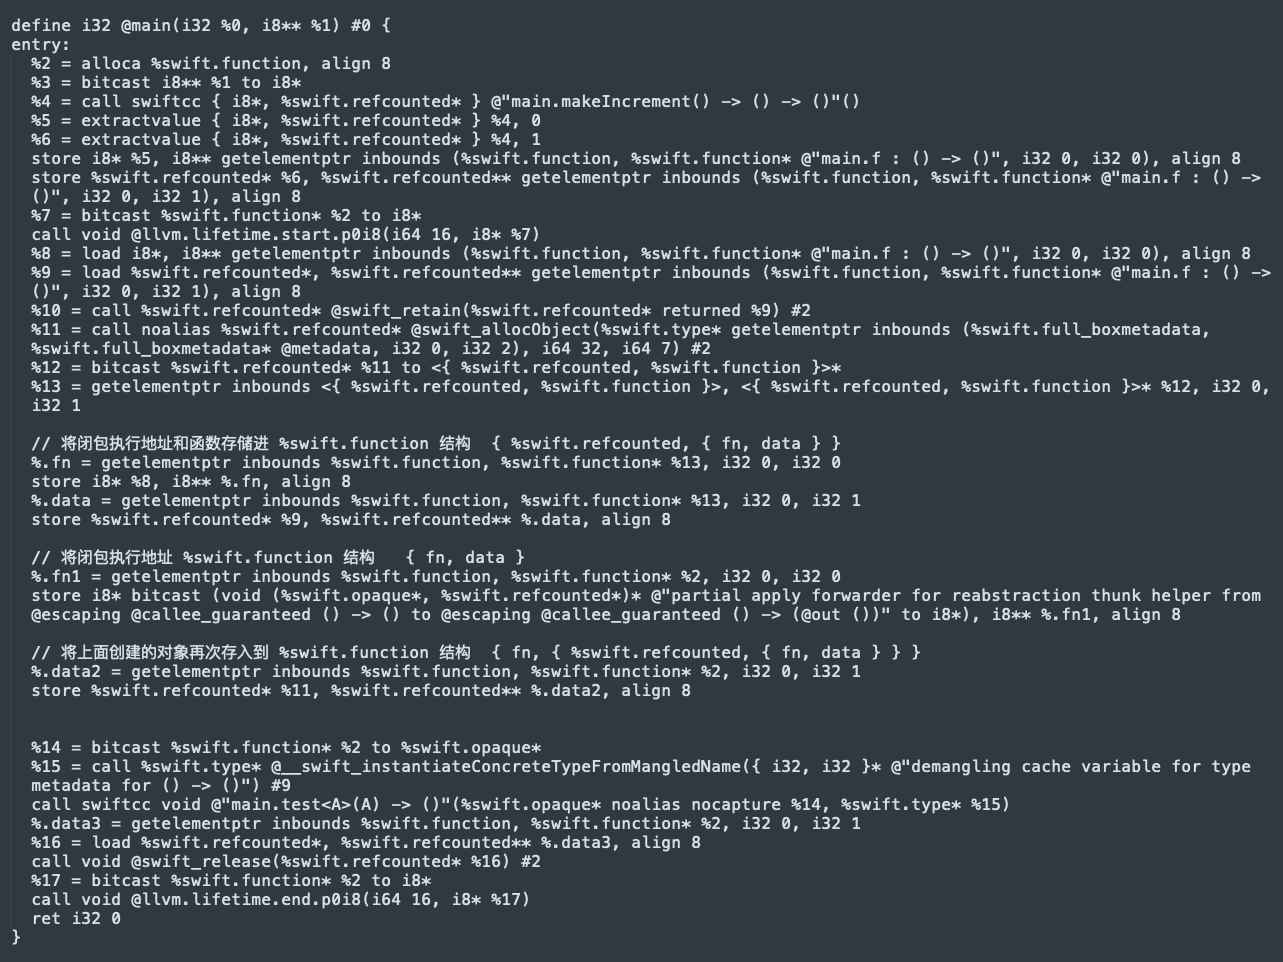 define i32 @main(i32 %0, i8** %1) #0 {
entry:
%2 = alloca %swift.function, align 8
%3 = bitcast i8** %1 to i8*
%4 = call swiftcc { i8*, %swift.refcounted* } @"main.makeIncrement() -> () -> ()"()
%5 = extractvalue { i8*, %swift.refcounted* } %4, 0
%6 = extractvalue { i8*, %swift.refcounted* } %4, 1
store i8* %5, i8** getelementptr inbounds (%swift.function, %swift.function* @"main.f : () -> ()", i32 0, i32 0), align 8
store %swift.refcounted* %6, %swift.refcounted** getelementptr inbounds (%swift.function, %swift.function* @"main.f : () ->
()", i32 0, i32 1), align 8
%7 = bitcast %swift.function* %2 to i8*
call void @llvm.lifetime.start.p0i8(i64 16, i8* %7)
%8 = load i8*, i8** getelementptr inbounds (%swift.function, %swift.function* @"main.f : () -> ()", i32 0, i32 0), align 8
%9 = load %swift.refcounted*, %swift.refcounted** getelementptr inbounds (%swift.function, %swift.function* @"main.f : () ->
()", i32 0, i32 1), align 8
%10 = call %swift.refcounted* @swift_retain(%swift.refcounted* returned %9) #2
%11 = call noalias %swift.refcounted* @swift_allocObject(%swift.type* getelementptr inbounds (%swift.full_boxmetadata,
%swift.full_boxmetadata* @metadata, i32 0, i32 2), i64 32, i64 7) #2
%12 = bitcast %swift.refcounted* %11 to <{ %swift.refcounted, %swift.function }>*
%13 = getelementptr inbounds <{ %swift.refcounted, %swift.function }>, <{ %swift.refcounted, %swift.function }>* %12, i32 0,
i32 1
// 将闭包执行地址和函数存储进 %swift.function 结构  { %swift.refcounted, { fn, data } }
%.fn = getelementptr inbounds %swift.function, %swift.function* %13, i32 0, i32 0
store i8* %8, i8** %.fn, align 8
%.data = getelementptr inbounds %swift.function, %swift.function* %13, i32 0, i32 1
store %swift.refcounted* %9, %swift.refcounted** %.data, align 8
// 将闭包执行地址 %swift.function 结构   { fn, data }
%.fn1 = getelementptr inbounds %swift.function, %swift.function* %2, i32 0, i32 0
store i8* bitcast (void (%swift.opaque*, %swift.refcounted*)* @"partial apply forwarder for reabstraction thunk helper from
@escaping @callee_guaranteed () -> () to @escaping @callee_guaranteed () -> (@out ())" to i8*), i8** %.fn1, align 8
// 将上面创建的对象再次存入到 %swift.function 结构  { fn, { %swift.refcounted, { fn, data } } }
%.data2 = getelementptr inbounds %swift.function, %swift.function* %2, i32 0, i32 1
store %swift.refcounted* %11, %swift.refcounted** %.data2, align 8
%14 = bitcast %swift.function* %2 to %swift.opaque*
%15 = call %swift.type* @__swift_instantiateConcreteTypeFromMangledName({ i32, i32 }* @"demangling cache variable for type
metadata for () -> ()") #9
call swiftcc void @"main.test<A>(A) -> ()"(%swift.opaque* noalias nocapture %14, %swift.type* %15)
%.data3 = getelementptr inbounds %swift.function, %swift.function* %2, i32 0, i32 1
%16 = load %swift.refcounted*, %swift.refcounted** %.data3, align 8
call void @swift_release(%swift.refcounted* %16) #2
%17 = bitcast %swift.function* %2 to i8*
call void @llvm.lifetime.end.p0i8(i64 16, i8* %17)
ret i32 0
}